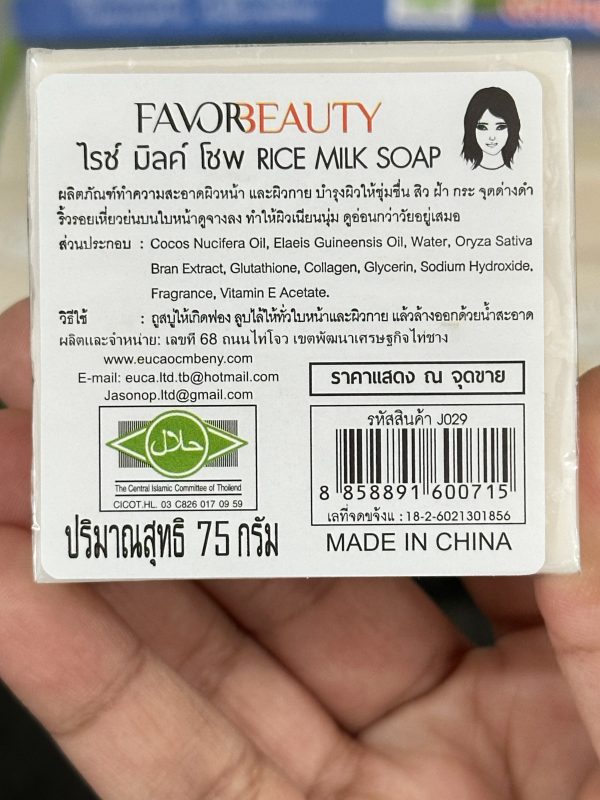 FAVORBEAUTY
ไรซ์ มิลค์ โซพ RICE MILK SOAP
ผลิตภัณฑ์ทำความสะอาดผิวหน้า และผิวกาย บำรุงผิวให้ชุ่มชื่น สิว ฝ้า กระ จุดด่างดำ
ริ้วรอยเหี่ยวย่นบนใบหน้าดูจางลง ทำให้ผิวเนียนนุ่ม ดูอ่อนกว่าวัยอยู่เสมอ
ส่วนประกอบ : Cocos Nucifera Oil, Elaeis Guineensis Oil, Water, Oryza Sativa
Bran Extract, Glutathione, Collagen, Glycerin, Sodium Hydroxide,
Fragrance, Vitamin E Acetate.
วิธีใช้ : ถูสบู่ให้เกิดฟอง ลูบไล้ให้ทั่วใบหน้าและผิวกาย แล้วล้างออกด้วยน้ำสะอาด
ผลิตและจำหน่าย: เลขที่ 68 ถนนไท่โจว เขตพัฒนาเศรษฐกิจไท่ชาง
www.eucaocmbeny.com
E-mail: euca.ltd.tb@hotmail.com
Jasonop.ltd@gmail.com
ราคาแสดง ณ จุดขาย
حلال
The Central Islamic Committee of Thailand
CICOT.HL. 03 C826 017 09 59
รหัสสินค้า J029
8 858891 600715
เลขที่จดขจ้ง : 18-2-6021301856
ปริมาณสุทธิ 75 กรัม
MADE IN CHINA